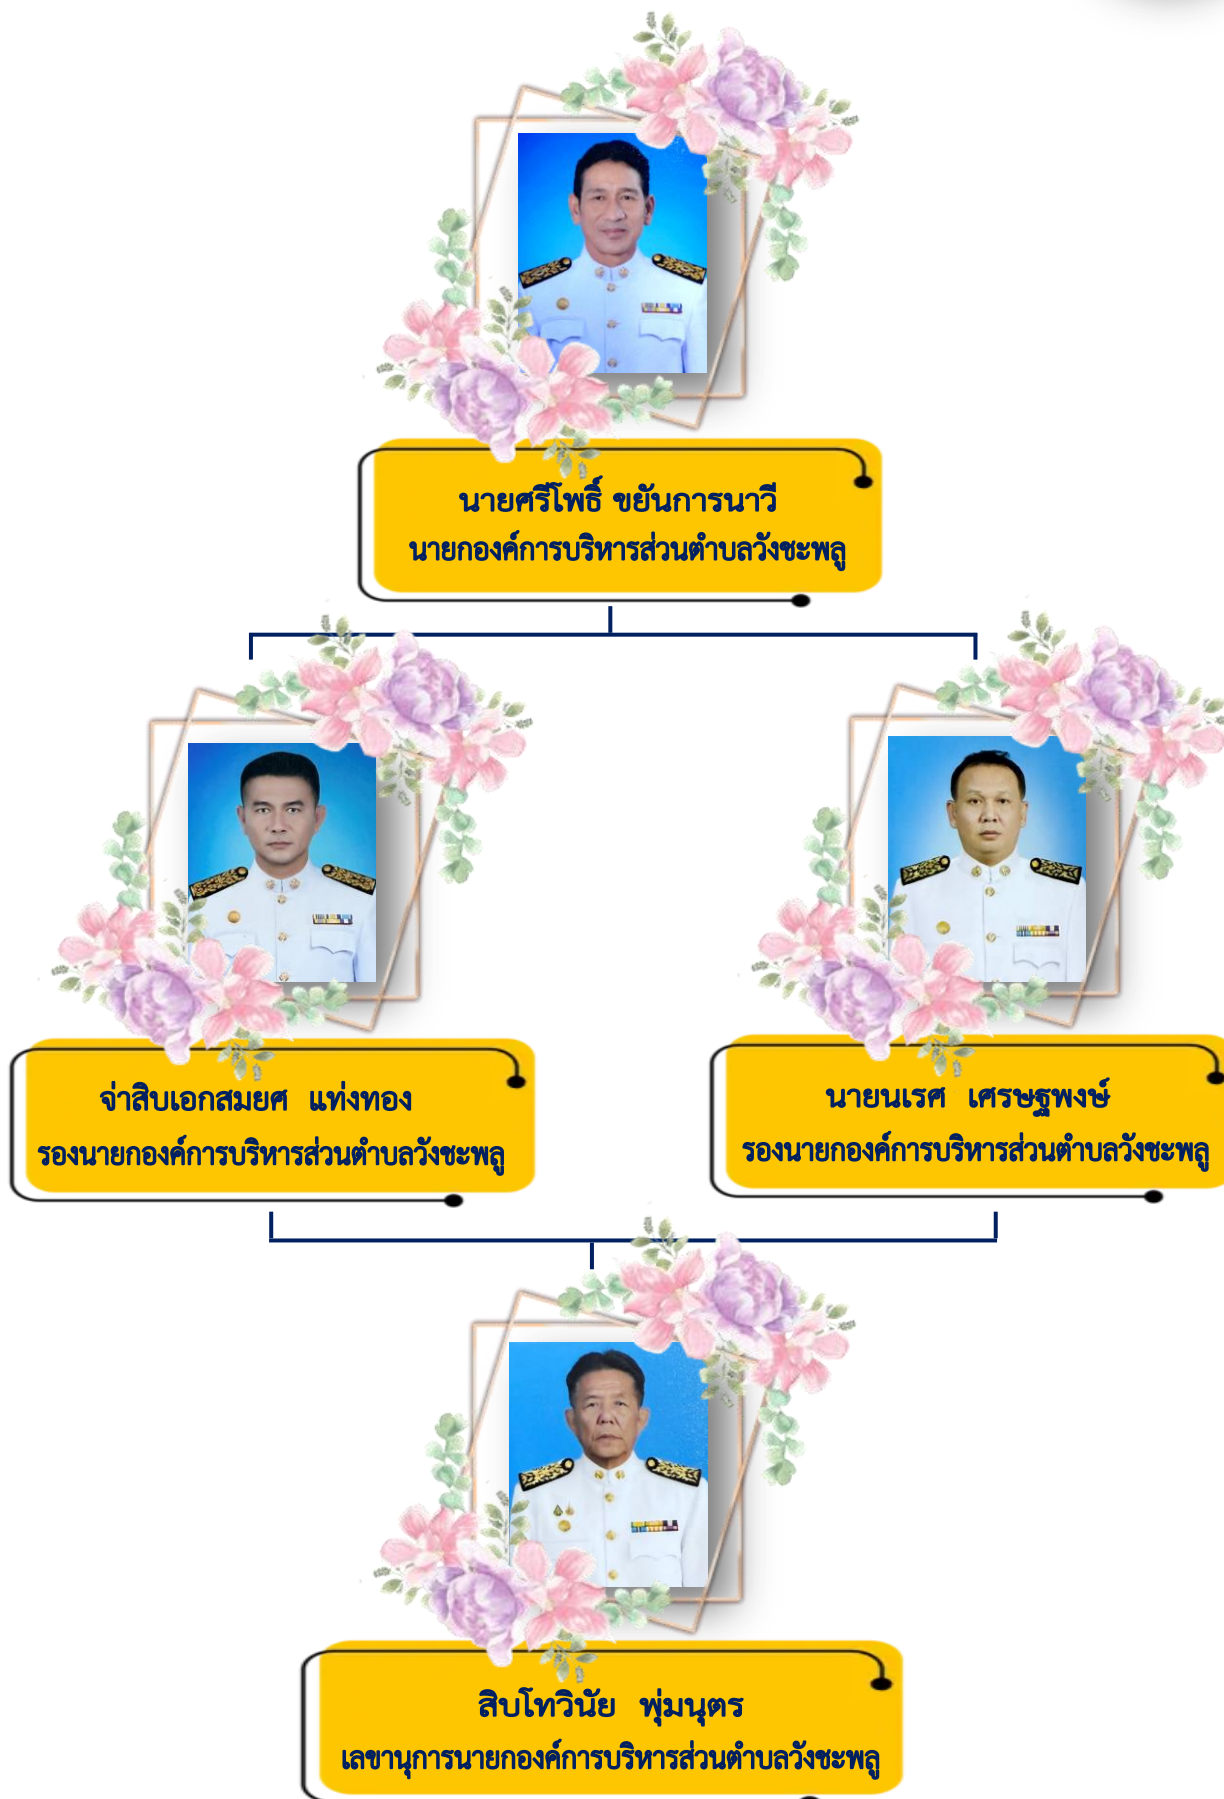 นายศรีโพธิ์ ขยันการนาวี
นายกองค์การบริหารส่วนตำบลวังชะพลู
จ่าสิบเอกสมยศ แท่งทอง
รองนายกองค์การบริหารส่วนตำบลวังชะพลู
นายนเรศ เศรษฐพงษ์
รองนายกองค์การบริหารส่วนตำบลวังชะพลู
สิบโทวินัย พุ่มนุตร
เลขานุการนายกองค์การบริหารส่วนตำบลวังชะพลู